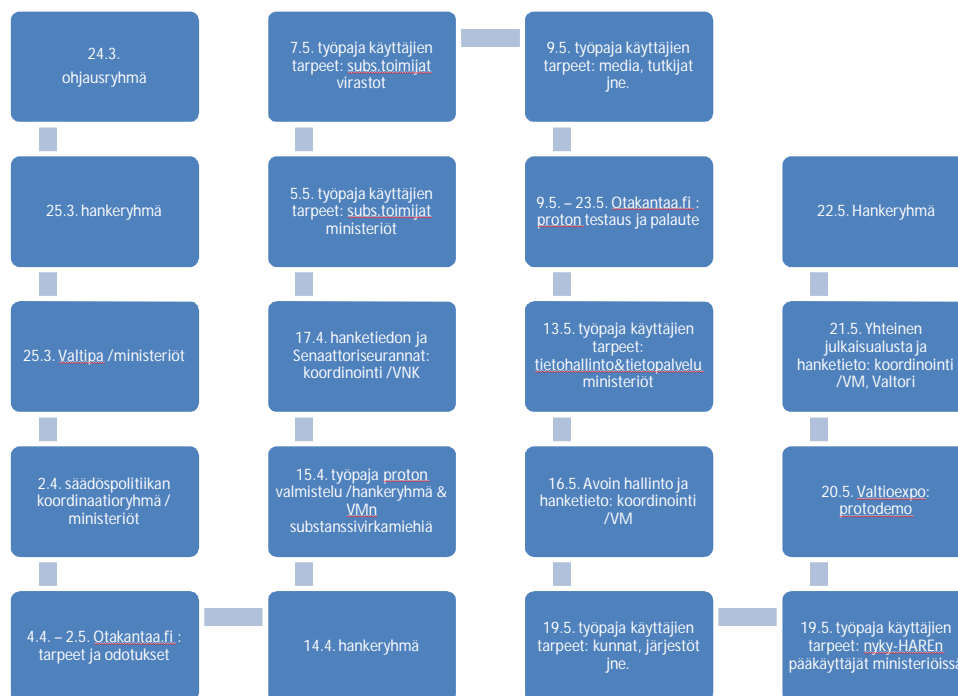 24.3.
ohjausryhmä
25.3. hankeryhmä
25.3. Valtipa /ministeriöt
2.4. säädöspolitiikan
koordinaatioryhmä /
ministeriöt
4.4. – 2.5. Otakantaa.fi :
tarpeet ja odotukset
14.4. hankeryhmä
15.4. työpaja proton
valmistelu /hankeryhmä &
VMn
substanssivirkamiehiä
17.4. hanketiedon ja
Senaattoriseurannat:
koordinointi /VNK
5.5. työpaja käyttäjien
tarpeet: subs.toimijat
ministeriöt
7.5. työpaja käyttäjien
tarpeet: subs.toimijat
virastot
9.5. työpaja käyttäjien
tarpeet: media, tutkijat
jne.
9.5. – 23.5. Otakantaa.fi :
proton testaus ja palaute
13.5. työpaja käyttäjien
tarpeet:
tietohallinto&tietopalvelu
ministeriöt
16.5. Avoin hallinto ja
hanketieto: koordinointi
/VM
19.5. työpaja käyttäjien
tarpeet: kunnat, järjestöt
jne.
19.5. työpaja käyttäjien
tarpeet: nyky-HAREn
pääkäyttäjät ministeriöissä
20.5. Valtioexpo:
protodemo
21.5. Yhteinen
julkaisualusta ja
hanketieto: koordinointi
/VM, Valtori
22.5. Hankeryhmä